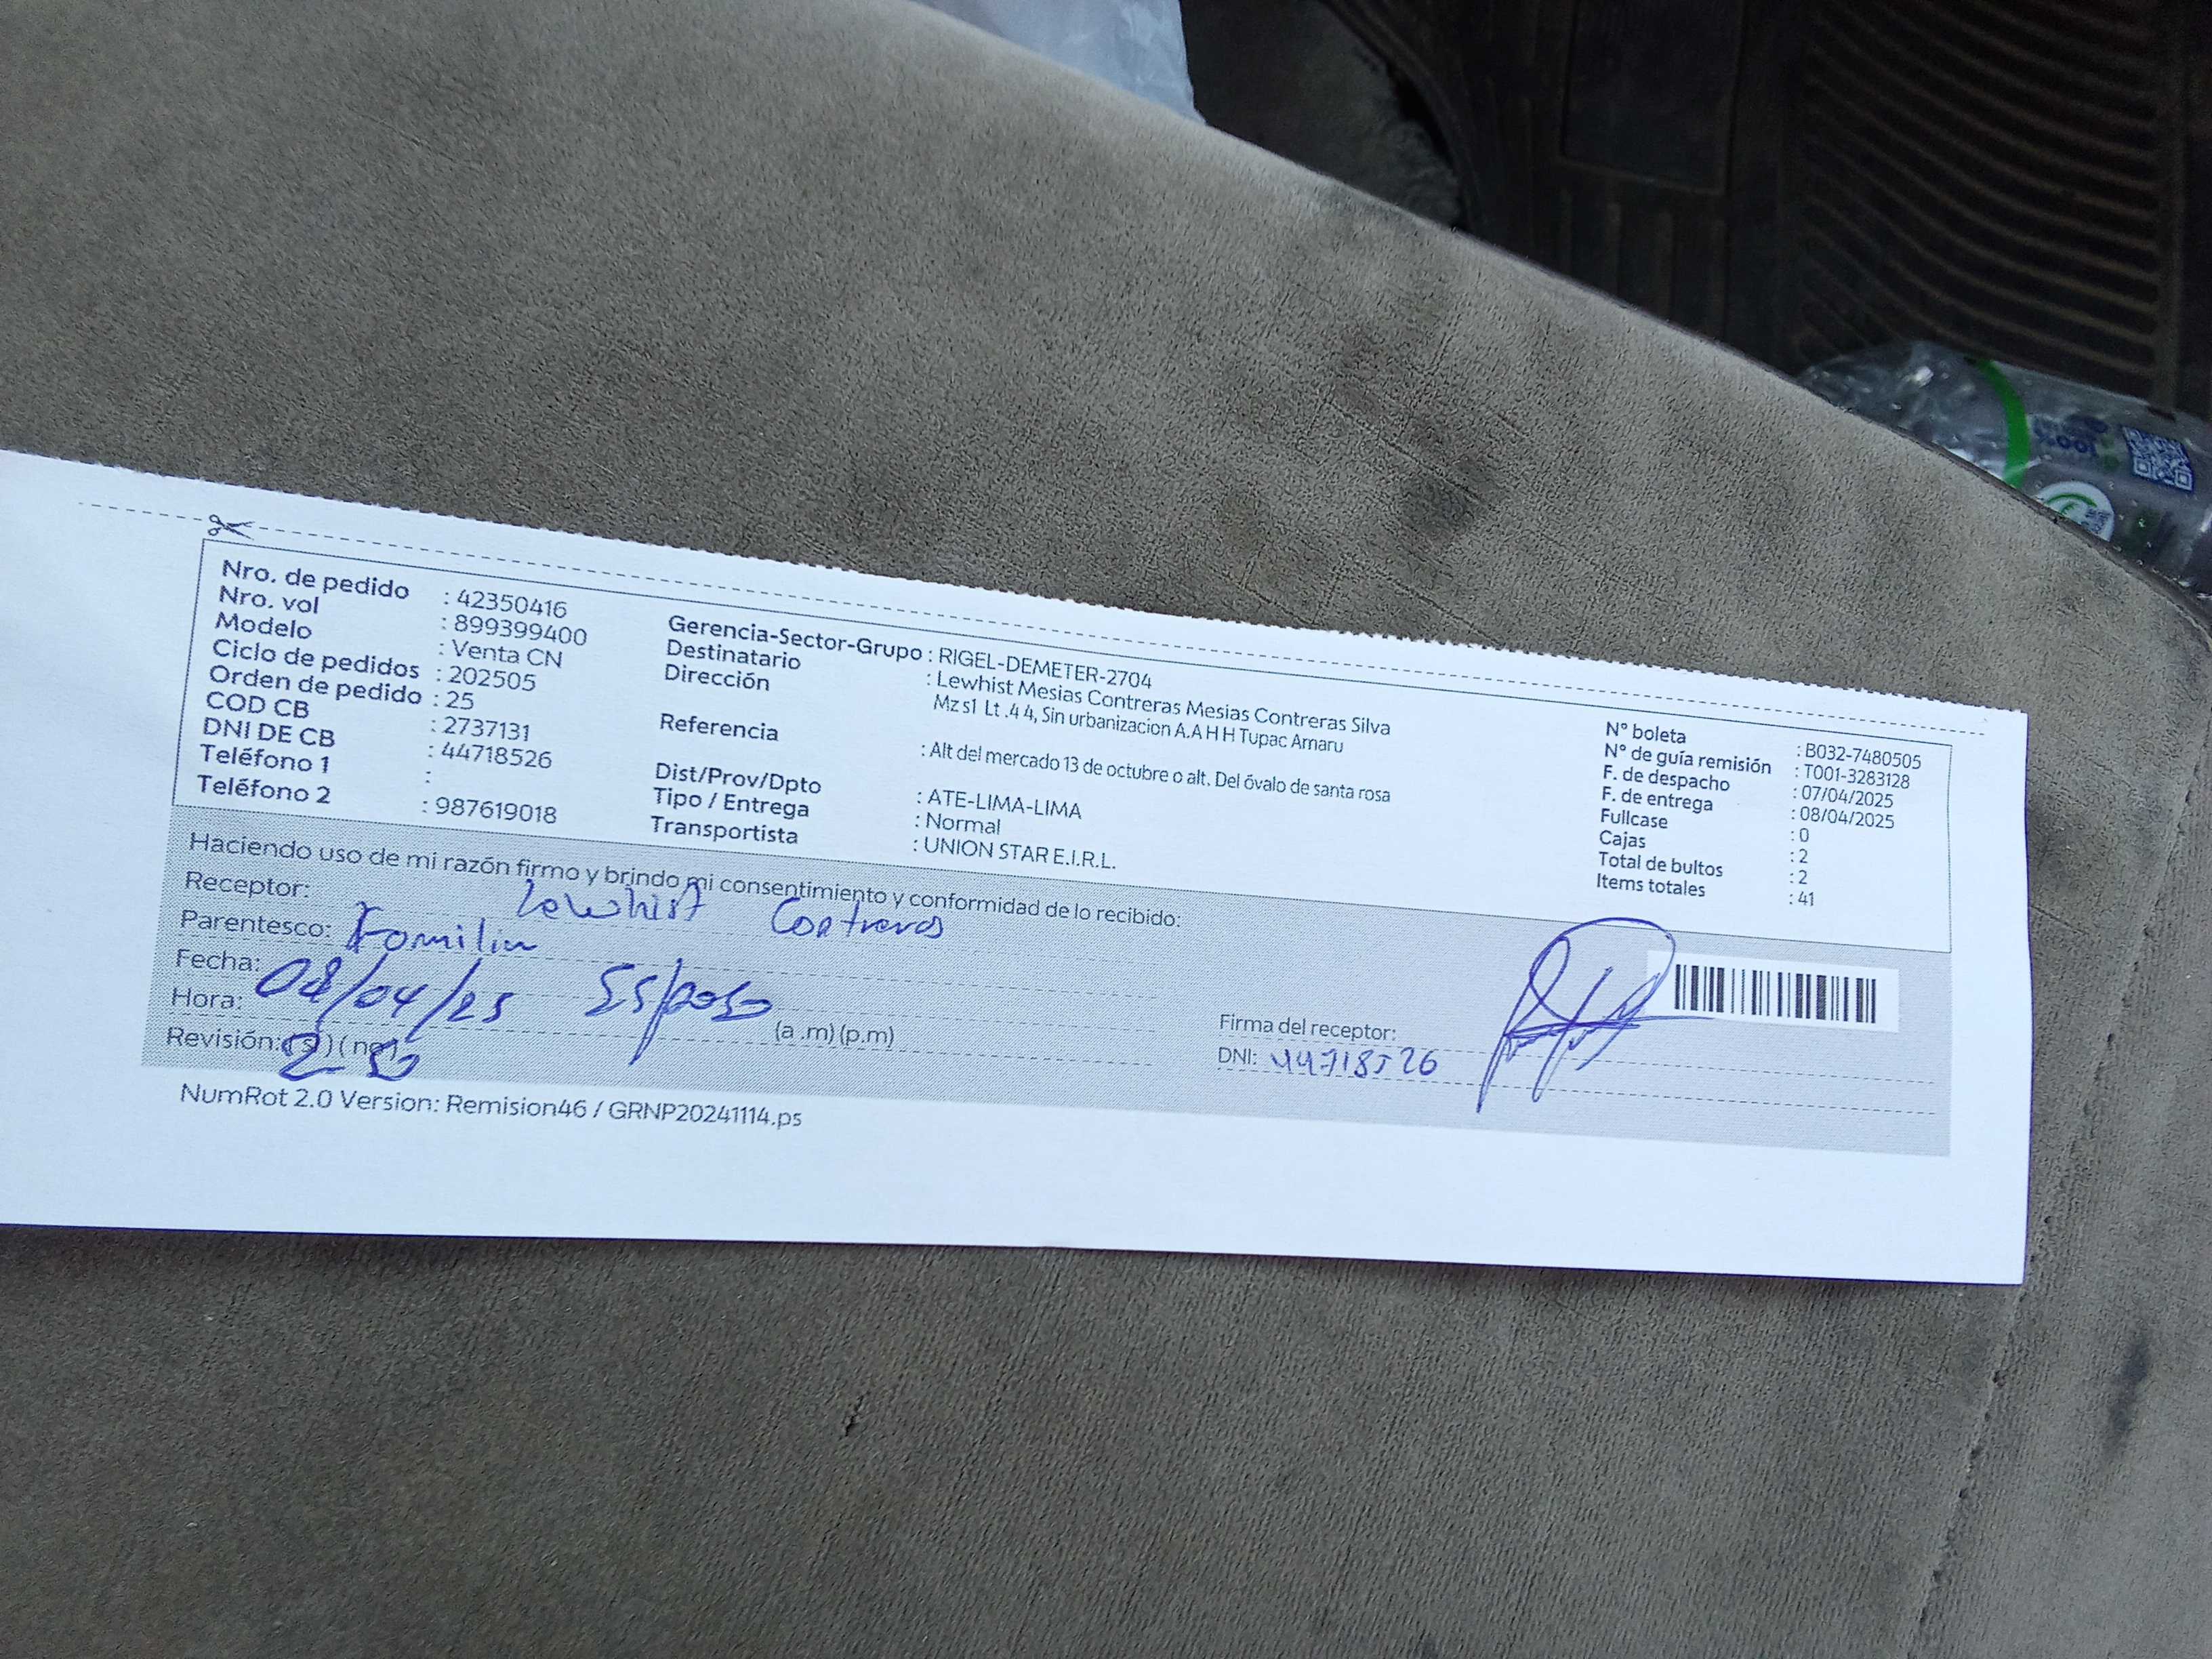 Nro. de pedido : 42350416
Nro. vol : 899399400
Modelo : Venta CN
Ciclo de pedidos : 202505
Orden de pedido : 25
COD CB : 2737131
DNI DE CB : 44718526
Teléfono 1 :
Teléfono 2 : 987619018
Gerencia-Sector-Grupo : RIGEL-DEMETER-2704
Destinatario : Lewhist Mesias Contreras Mesias Contreras Silva
Dirección Mz s1 Lt .4 4, Sin urbanizacion A.A H H Tupac Amaru
Referencia : Alt del mercado 13 de octubre o alt. Del óvalo de santa rosa
Dist/Prov/Dpto : ATE-LIMA-LIMA
Tipo / Entrega : Normal
Transportista : UNION STAR E.I.R.L.
N° boleta : B032-7480505
N° de guía remisión : T001-3283128
F. de despacho : 07/04/2025
F. de entrega : 08/04/2025
Fullcase : 0
Cajas : 2
Total de bultos : 2
Items totales : 41
Haciendo uso de mi razón firmo y brindo mi consentimiento y conformidad de lo recibido:
Receptor: Lewhist Contreras
Parentesco: Familia
Fecha: 08/04/25 Esposo
Hora: (a .m) (p.m)
Revisión: (si) (no)
2 50
Firma del receptor:
DNI: 44718526
NumRot 2.0 Version: Remision46 / GRNP20241114.ps
100%